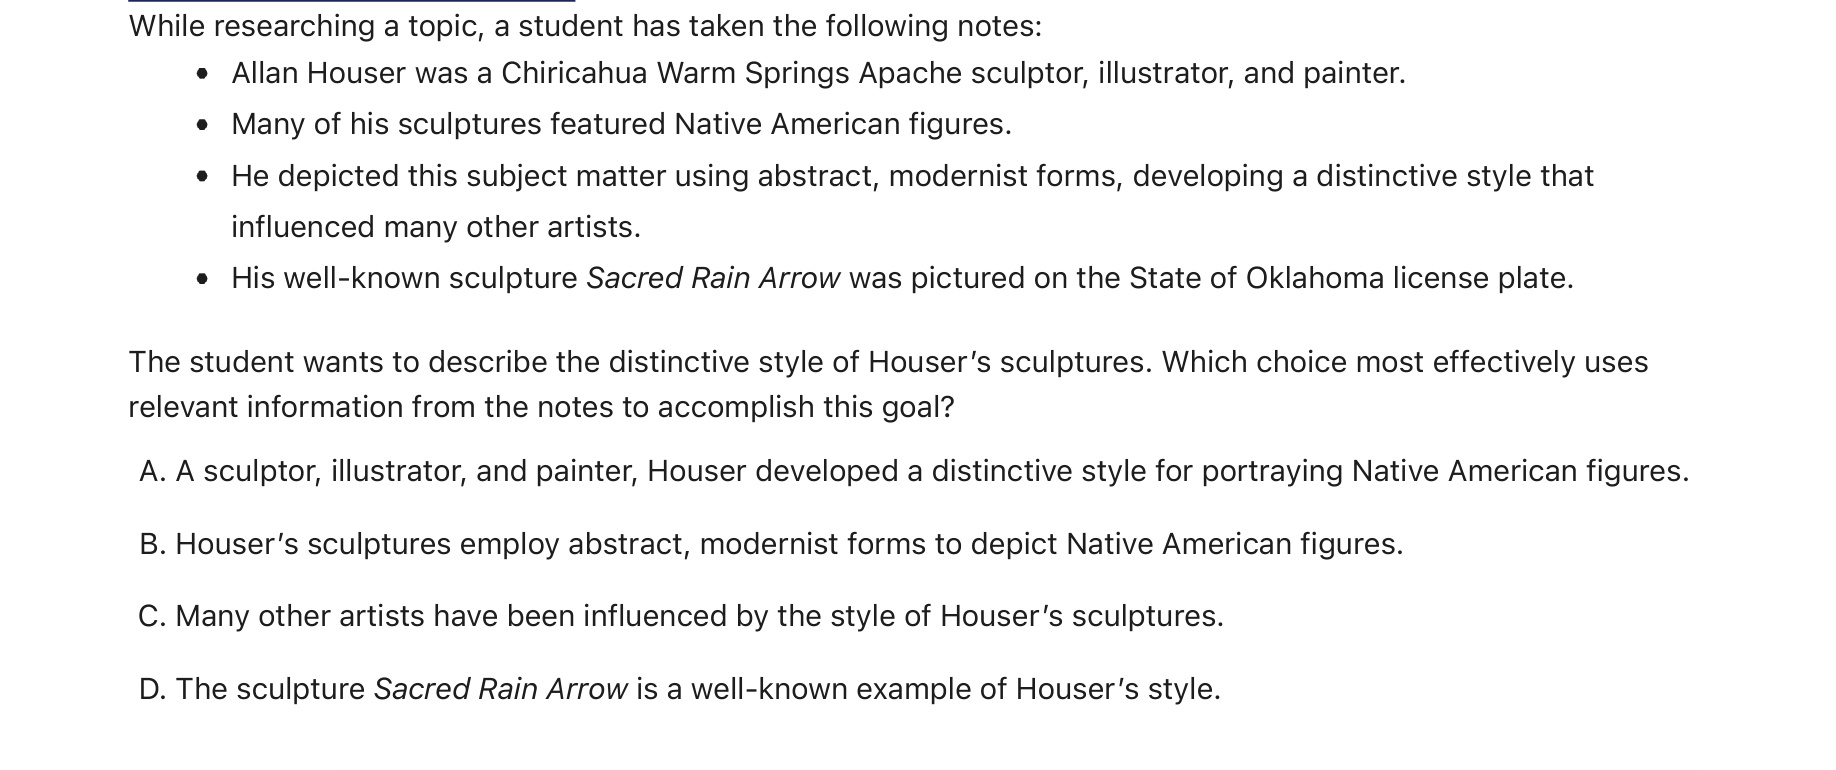 While researching a topic, a student has taken the following notes:
• Allan Houser was a Chiricahua Warm Springs Apache sculptor, illustrator, and painter.
• Many of his sculptures featured Native American figures.
• He depicted this subject matter using abstract, modernist forms, developing a distinctive style that
influenced many other artists.
• His well-known sculpture Sacred Rain Arrow was pictured on the State of Oklahoma license plate.
The student wants to describe the distinctive style of Houser’s sculptures. Which choice most effectively uses
relevant information from the notes to accomplish this goal?
A. A sculptor, illustrator, and painter, Houser developed a distinctive style for portraying Native American figures.
B. Houser’s sculptures employ abstract, modernist forms to depict Native American figures.
C. Many other artists have been influenced by the style of Houser’s sculptures.
D. The sculpture Sacred Rain Arrow is a well-known example of Houser’s style.